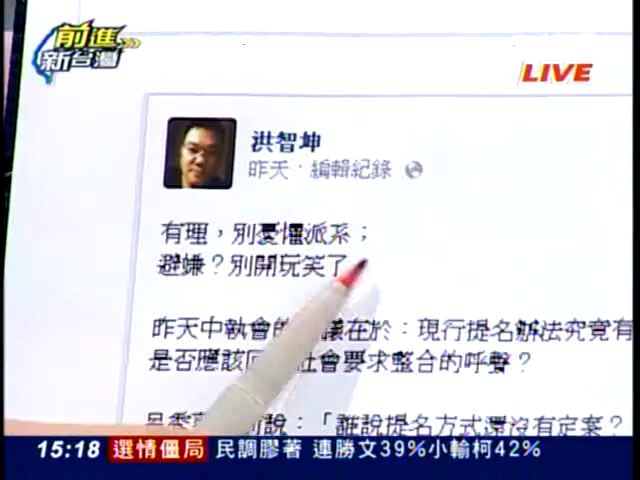 前進
新台灣
LIVE
洪智坤
昨天·編輯紀錄
有理，別憂懼派系；
避嫌？別開玩笑了
昨天中執會的 議在於：現行提名辦法究竟有
是否應該回 社會要求整合的呼聲？
說：「誰說提名方式還沒有定案？
15:18 選情僵局 民調膠著 連勝文39%小輸柯42%